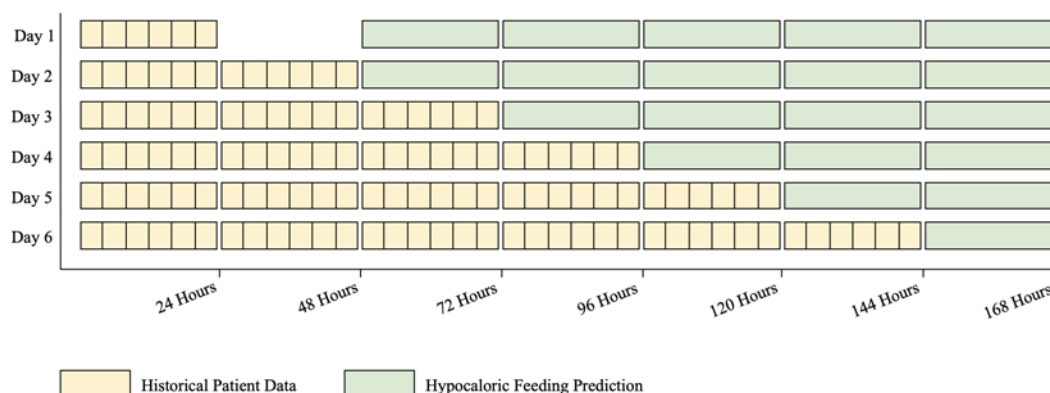 Day 1
Day 2
Day 3
Day 4
Day 5
Day 6
24 Hours
48 Hours
72 Hours
96 Hours
120 Hours
144 Hours
168 Hours
Historical Patient Data
Hypocaloric Feeding Prediction